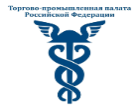 Торгово-промышленная палата
Российской Федерации